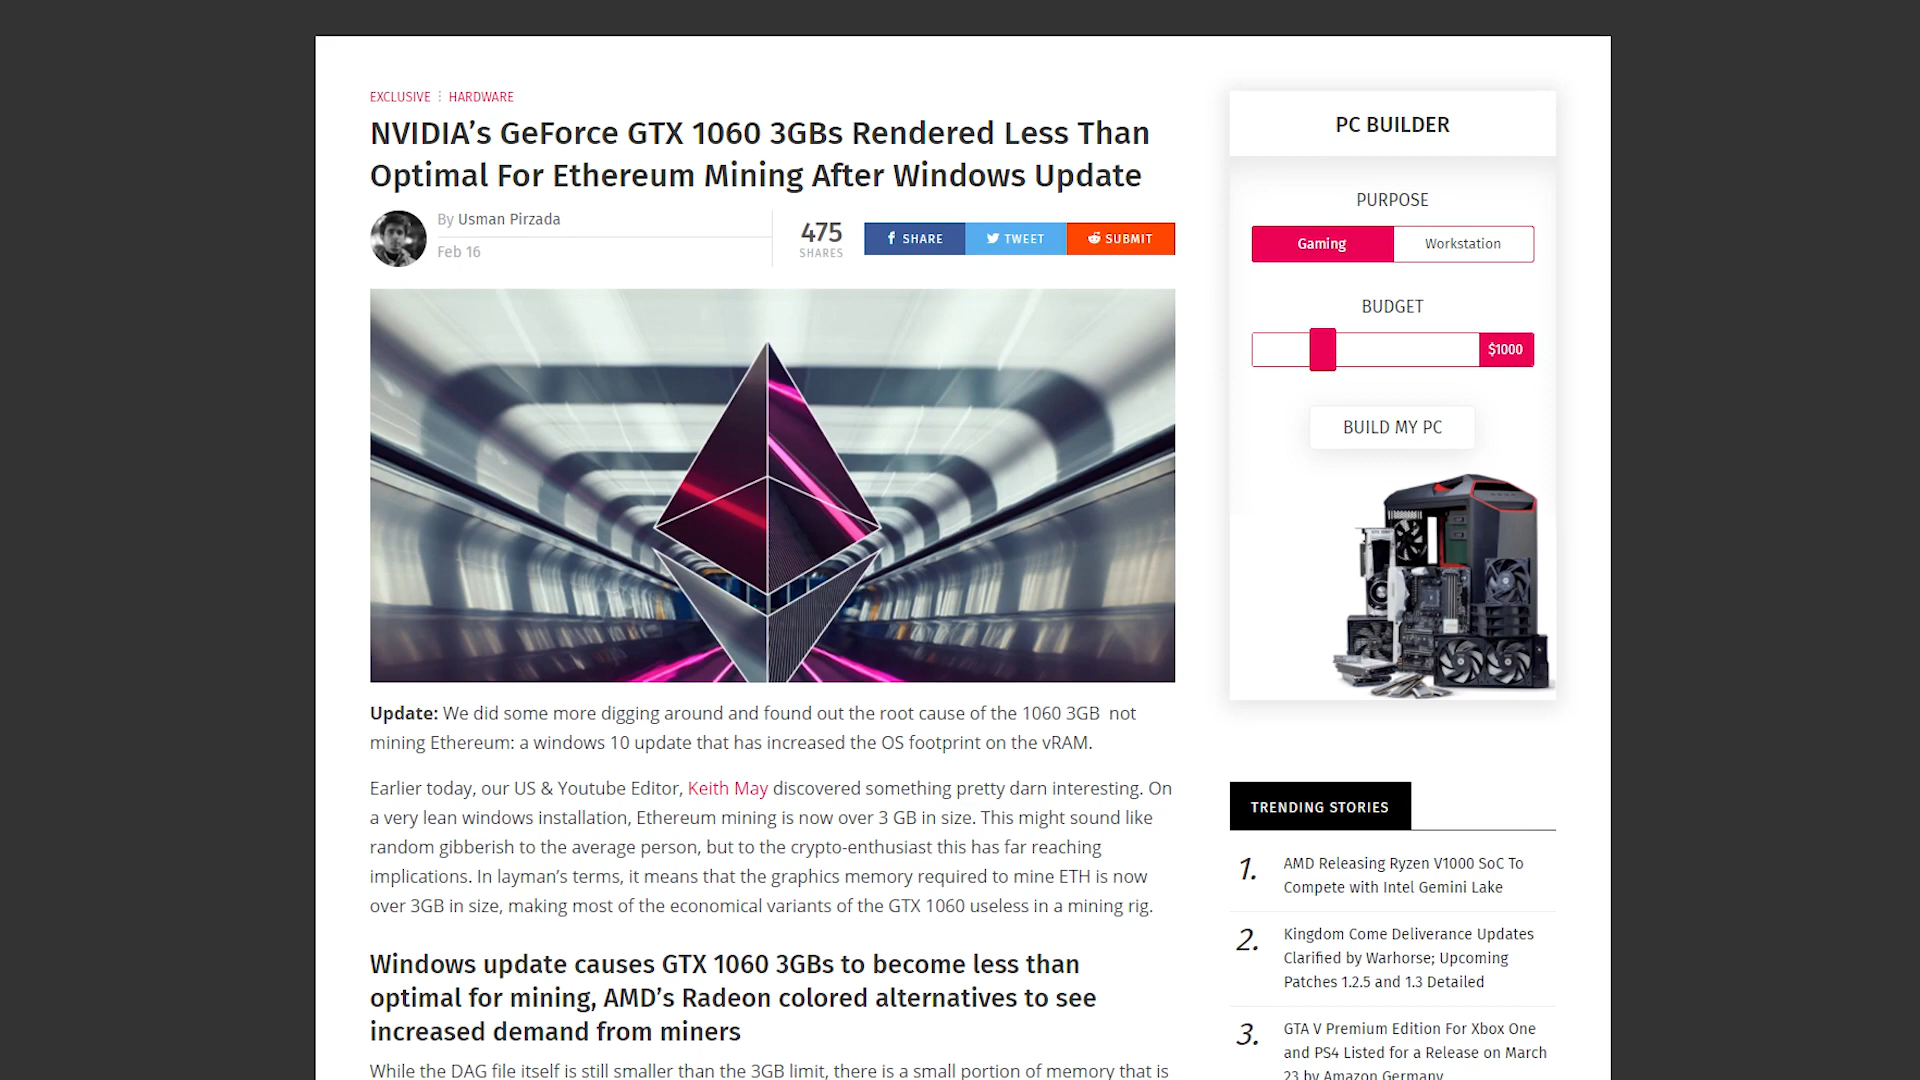 EXCLUSIVE ⋮ HARDWARE
NVIDIA’s GeForce GTX 1060 3GBs Rendered Less Than
Optimal For Ethereum Mining After Windows Update
By Usman Pirzada
Feb 16
475
SHARES
SHARE
TWEET
SUBMIT
Update: We did some more digging around and found out the root cause of the 1060 3GB not
mining Ethereum: a windows 10 update that has increased the OS footprint on the vRAM.
Earlier today, our US & Youtube Editor, Keith May discovered something pretty darn interesting. On
a very lean windows installation, Ethereum mining is now over 3 GB in size. This might sound like
random gibberish to the average person, but to the crypto-enthusiast this has far reaching
implications. In layman’s terms, it means that the graphics memory required to mine ETH is now
over 3GB in size, making most of the economical variants of the GTX 1060 useless in a mining rig.
Windows update causes GTX 1060 3GBs to become less than
optimal for mining, AMD’s Radeon colored alternatives to see
increased demand from miners
While the DAG file itself is still smaller than the 3GB limit, there is a small portion of memory that is
PC BUILDER
PURPOSE
Gaming
Workstation
BUDGET
$1000
BUILD MY PC
TRENDING STORIES
1.
AMD Releasing Ryzen V1000 SoC To
Compete with Intel Gemini Lake
2.
Kingdom Come Deliverance Updates
Clarified by Warhorse; Upcoming
Patches 1.2.5 and 1.3 Detailed
3.
GTA V Premium Edition For Xbox One
and PS4 Listed for a Release on March
23 by Amazon Germany